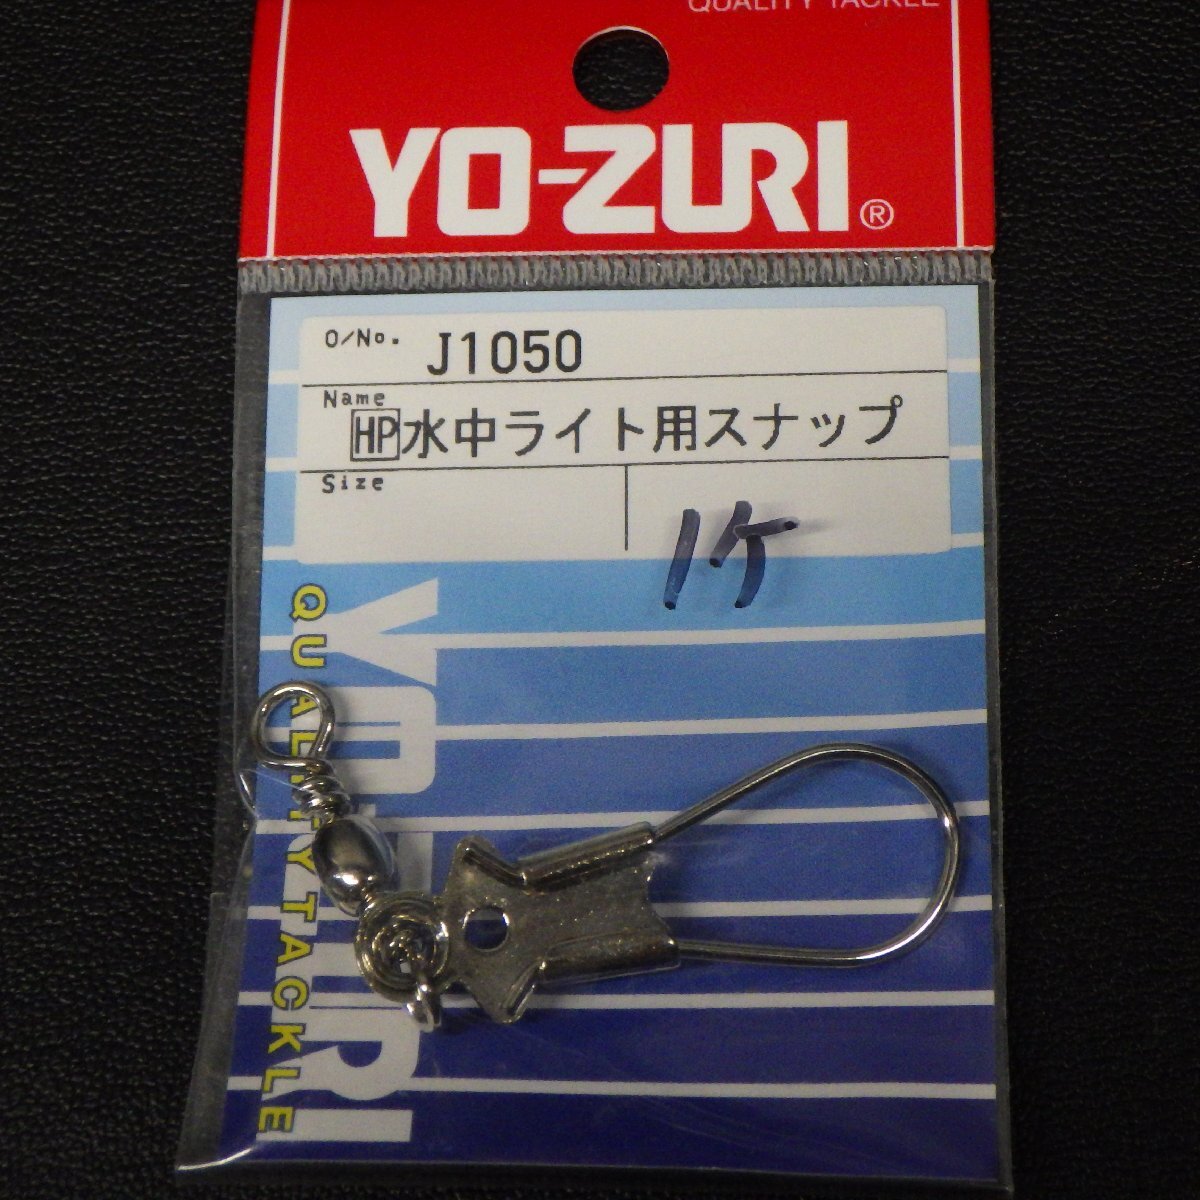 QUALITY TACKLE
YO-ZURI®
O/No. J1050
Name
HP水中ライト用スナップ
Size
1ケ
YO-ZURI
QUALITY TACKLE